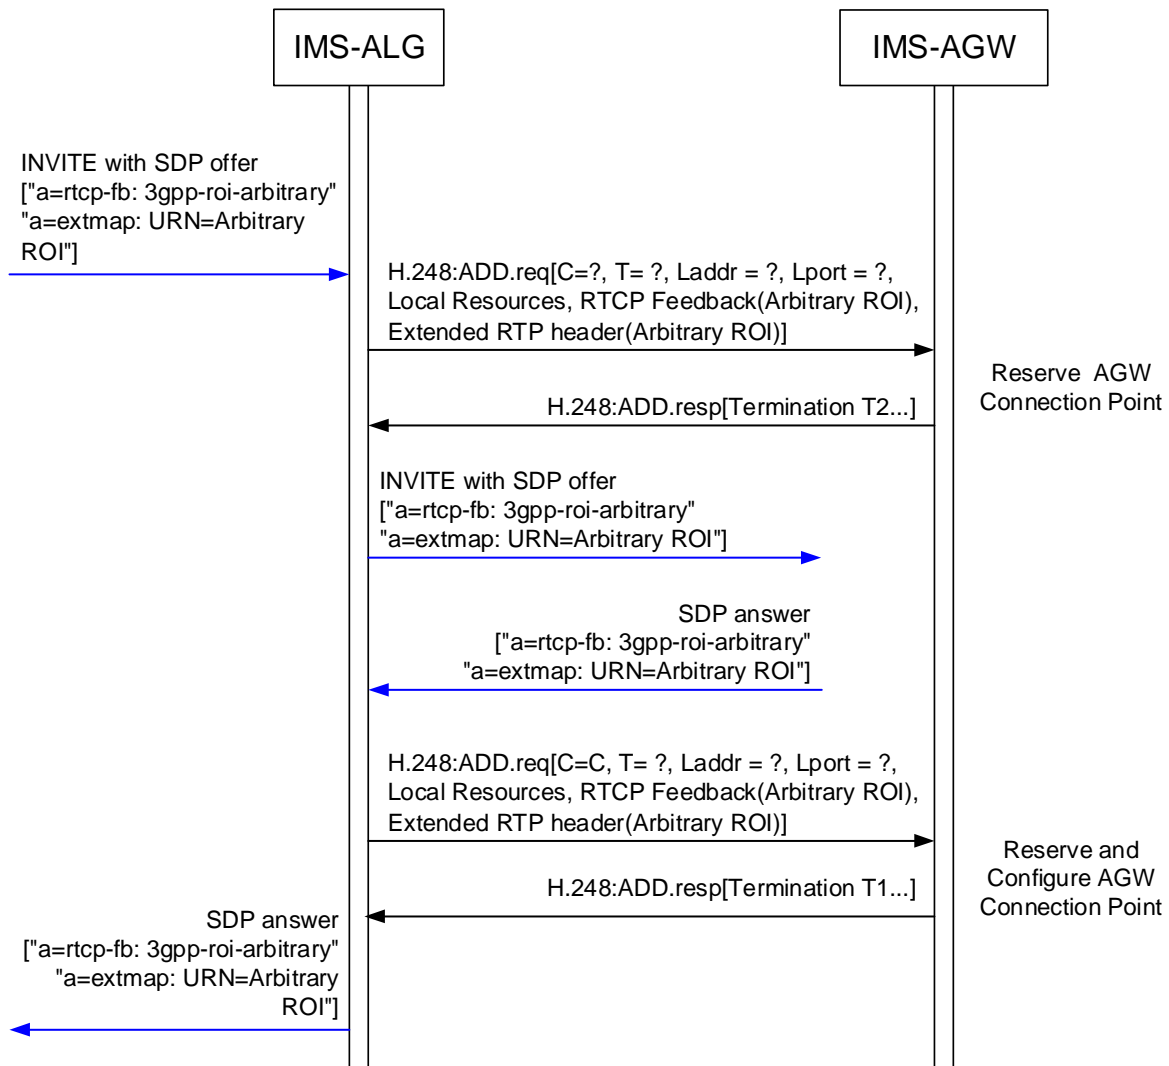 IMS-ALG
IMS-AGW
INVITE with SDP offer
["a=rtcp-fb: 3gpp-roi-arbitrary"
"a=extmap: URN=Arbitrary
ROI"]
H.248:ADD.req[C=?, T= ?, Laddr = ?, Lport = ?,
Local Resources, RTCP Feedback(Arbitrary ROI),
Extended RTP header(Arbitrary ROI)]
Reserve AGW
Connection Point
H.248:ADD.resp[Termination T2...]
INVITE with SDP offer
["a=rtcp-fb: 3gpp-roi-arbitrary"
"a=extmap: URN=Arbitrary ROI"]
SDP answer
["a=rtcp-fb: 3gpp-roi-arbitrary"
"a=extmap: URN=Arbitrary ROI"]
H.248:ADD.req[C=C, T= ?, Laddr = ?, Lport = ?,
Local Resources, RTCP Feedback(Arbitrary ROI),
Extended RTP header(Arbitrary ROI)]
Reserve and
Configure AGW
Connection Point
H.248:ADD.resp[Termination T1...]
SDP answer
["a=rtcp-fb: 3gpp-roi-arbitrary"
"a=extmap: URN=Arbitrary
ROI"]